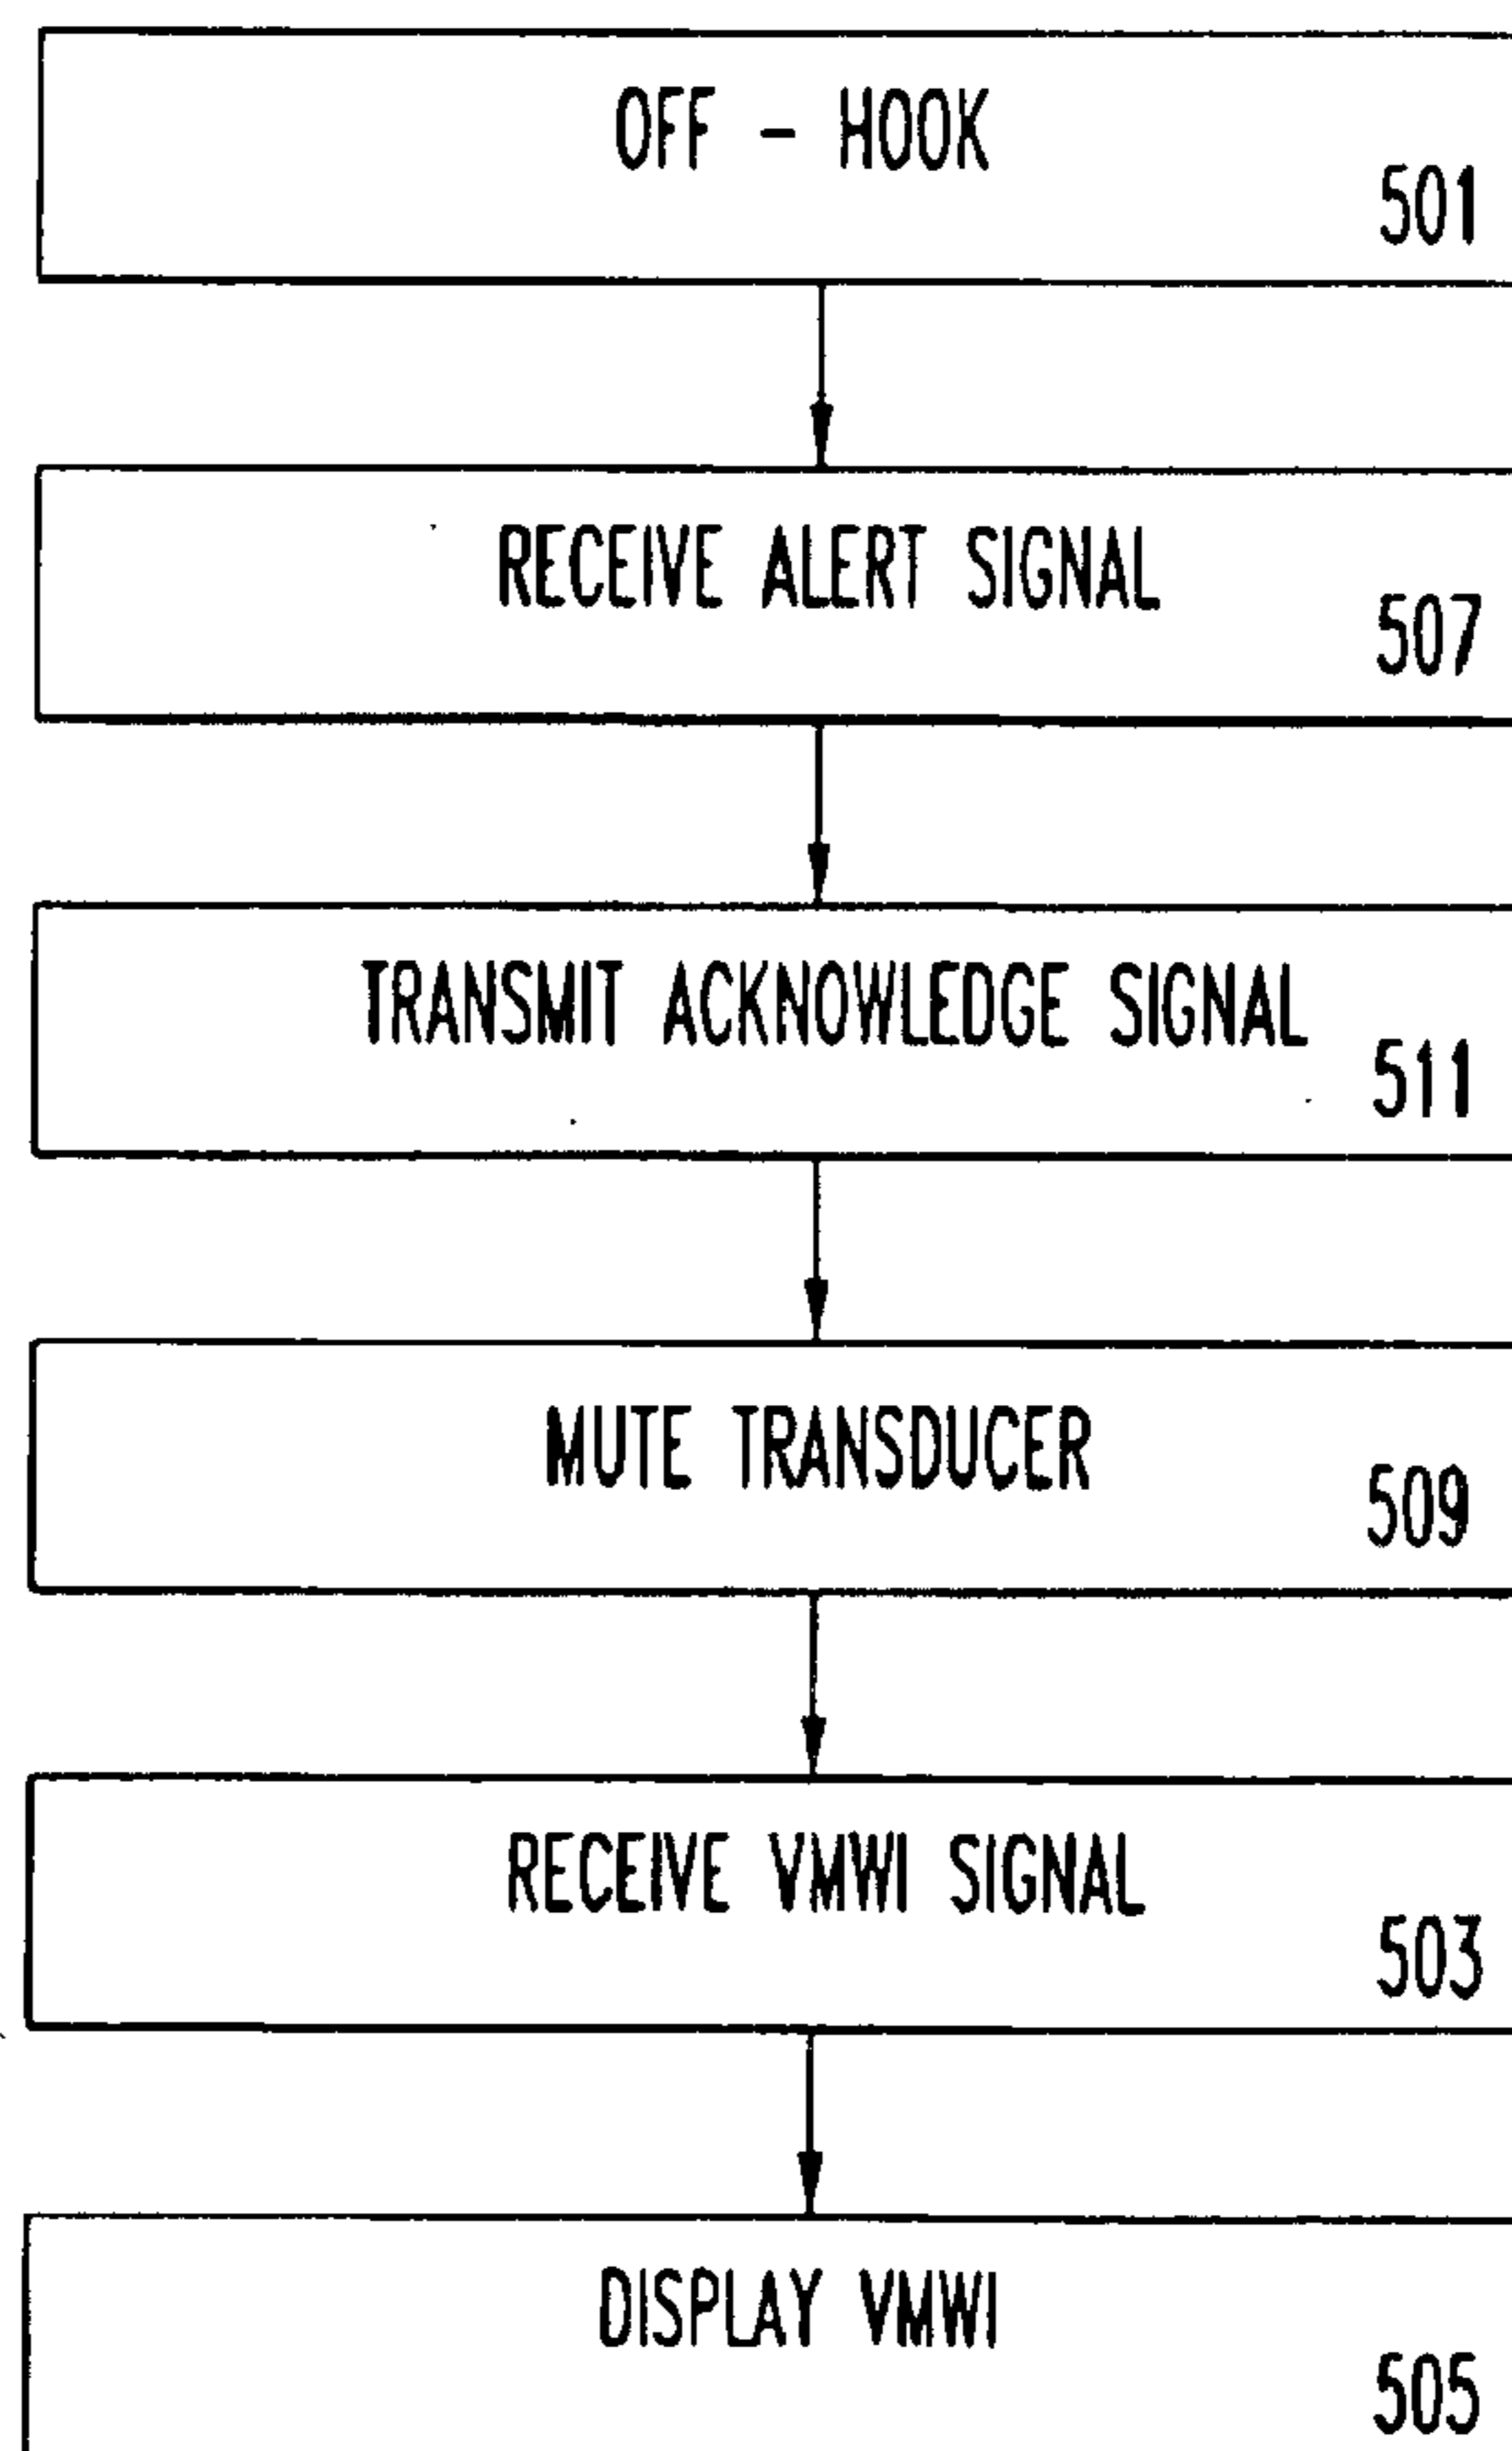 OFF - HOOK
501
RECEIVE ALERT SIGNAL
507
TRANSMIT ACKNOWLEDGE SIGNAL
511
MUTE TRANSDUCER
509
RECEIVE VMWI SIGNAL
503
DISPLAY VMWI
505